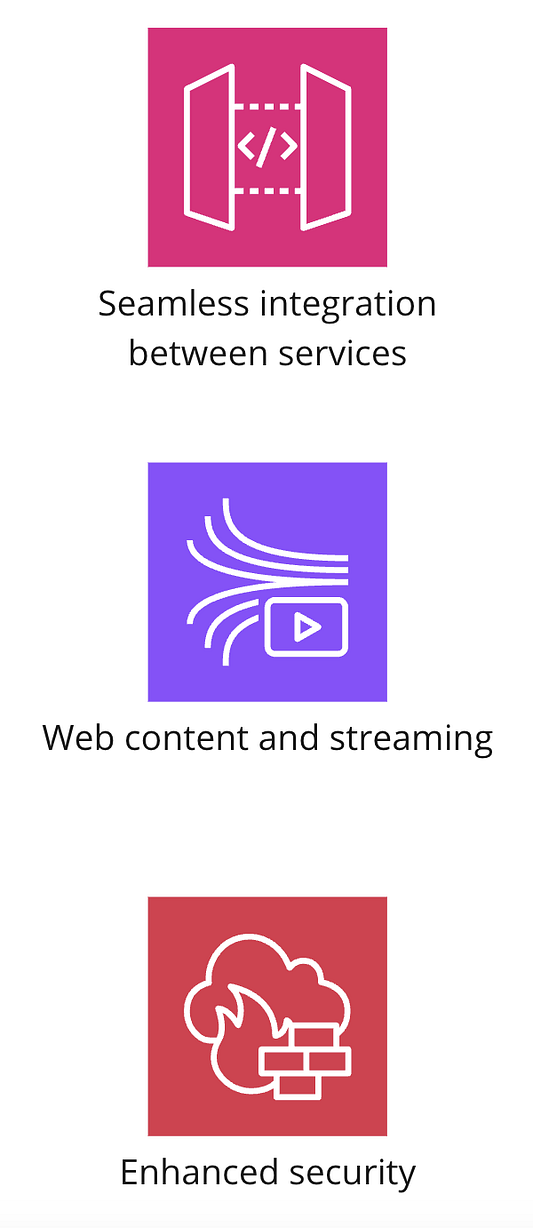 </>
Seamless integration
between services
Web content and streaming
Enhanced security